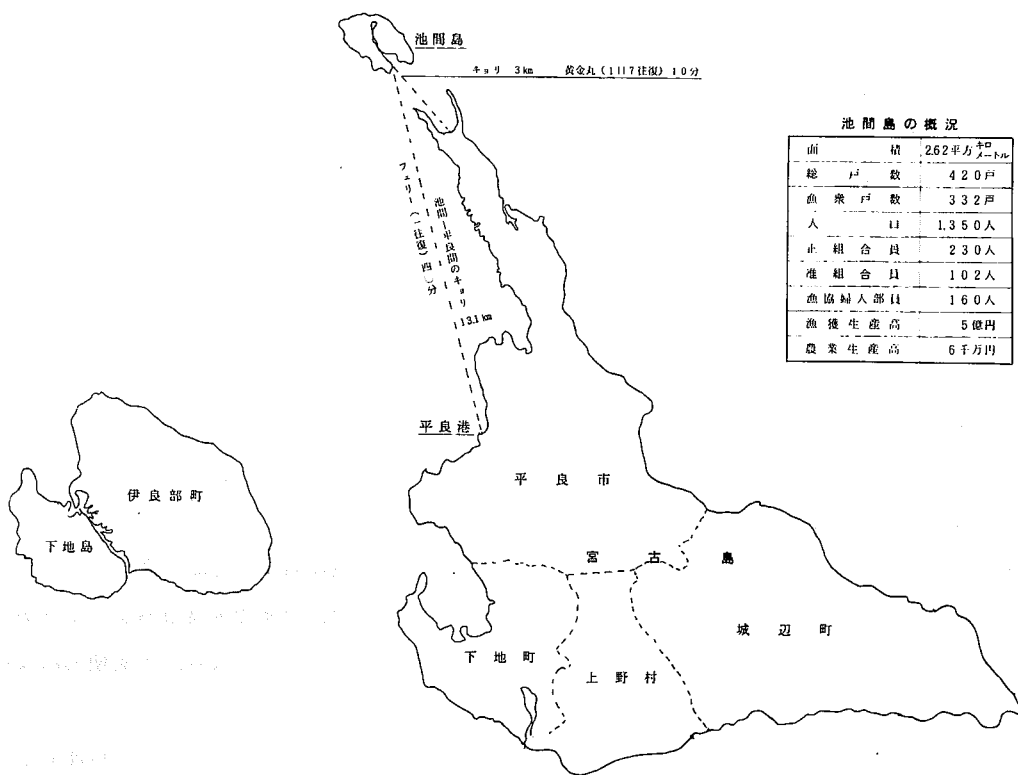 池間島
キョリ 3km 黄金丸(1日7往復)10分
池間島の概況
面積 2.62平方キロメートル
総戸数 420戸
漁業戸数 332戸
人口 1,350人
正組合員 230人
准組合員 102人
漁協婦人部員 160人
漁獲生産高 5億円
農業生産高 6千万円
池間―平良間のキョリ 13.1km
フェリー(一往復)四〇分
平良港
平良市
伊良部町
下地島
宮古島
城辺町
下地町
上野村